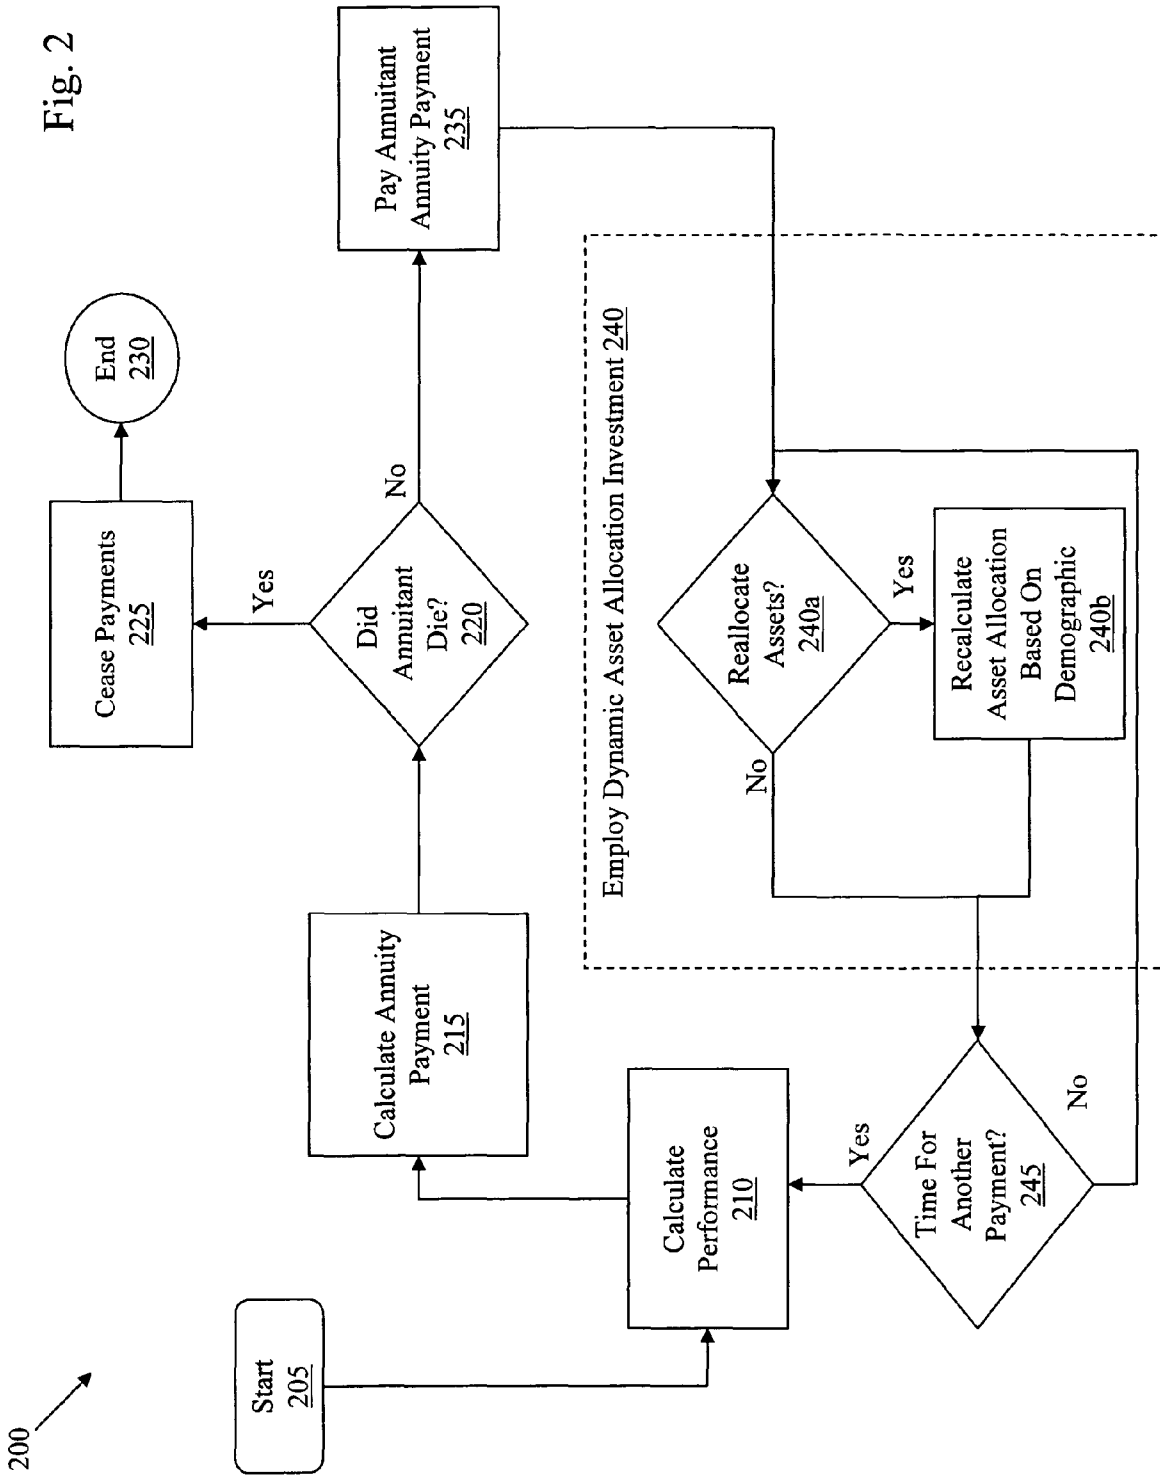 Fig. 2
200
Start
205
Calculate
Performance
210
Calculate Annuity
Payment
215
Did
Annuitant
Die?
220
Yes
No
Cease Payments
225
End
230
Pay Annuitant
Annuity Payment
235
Employ Dynamic Asset Allocation Investment 240
Reallocate
Assets?
240a
No
Yes
Recalculate
Asset Allocation
Based On
Demographic
240b
Time For
Another
Payment?
245
Yes
No